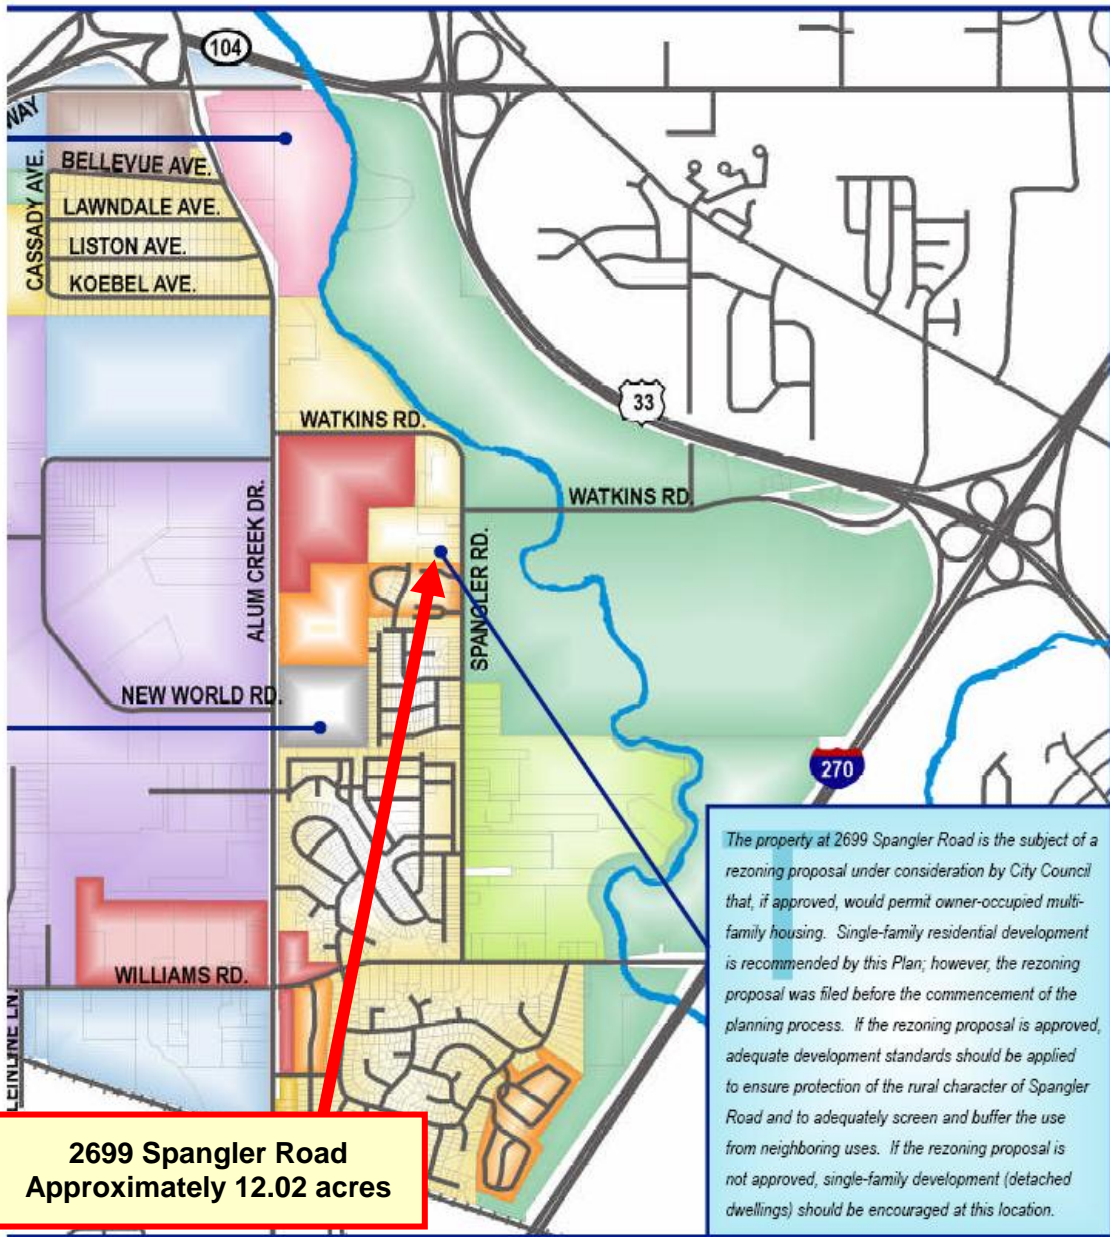 104
WAY
BELLEVUE AVE.
CASSADY AVE.
LAWNDALE AVE.
LISTON AVE.
KOEBEL AVE.
33
WATKINS RD.
WATKINS RD.
ALUM CREEK DR.
SPANGLER RD.
NEW WORLD RD.
270
WILLIAMS RD.
LEINLINE LN.
The property at 2699 Spangler Road is the subject of a
rezoning proposal under consideration by City Council
that, if approved, would permit owner-occupied multi-
family housing. Single-family residential development
is recommended by this Plan; however, the rezoning
proposal was filed before the commencement of the
planning process. If the rezoning proposal is approved,
adequate development standards should be applied
to ensure protection of the rural character of Spangler
Road and to adequately screen and buffer the use
from neighboring uses. If the rezoning proposal is
not approved, single-family development (detached
dwellings) should be encouraged at this location.
2699 Spangler Road
Approximately 12.02 acres